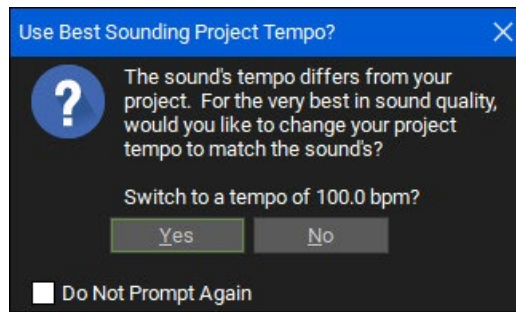 Use Best Sounding Project Tempo?
The sound's tempo differs from your
project. For the very best in sound quality,
would you like to change your project
tempo to match the sound's?
Switch to a tempo of 100.0 bpm?
Yes No
Do Not Prompt Again